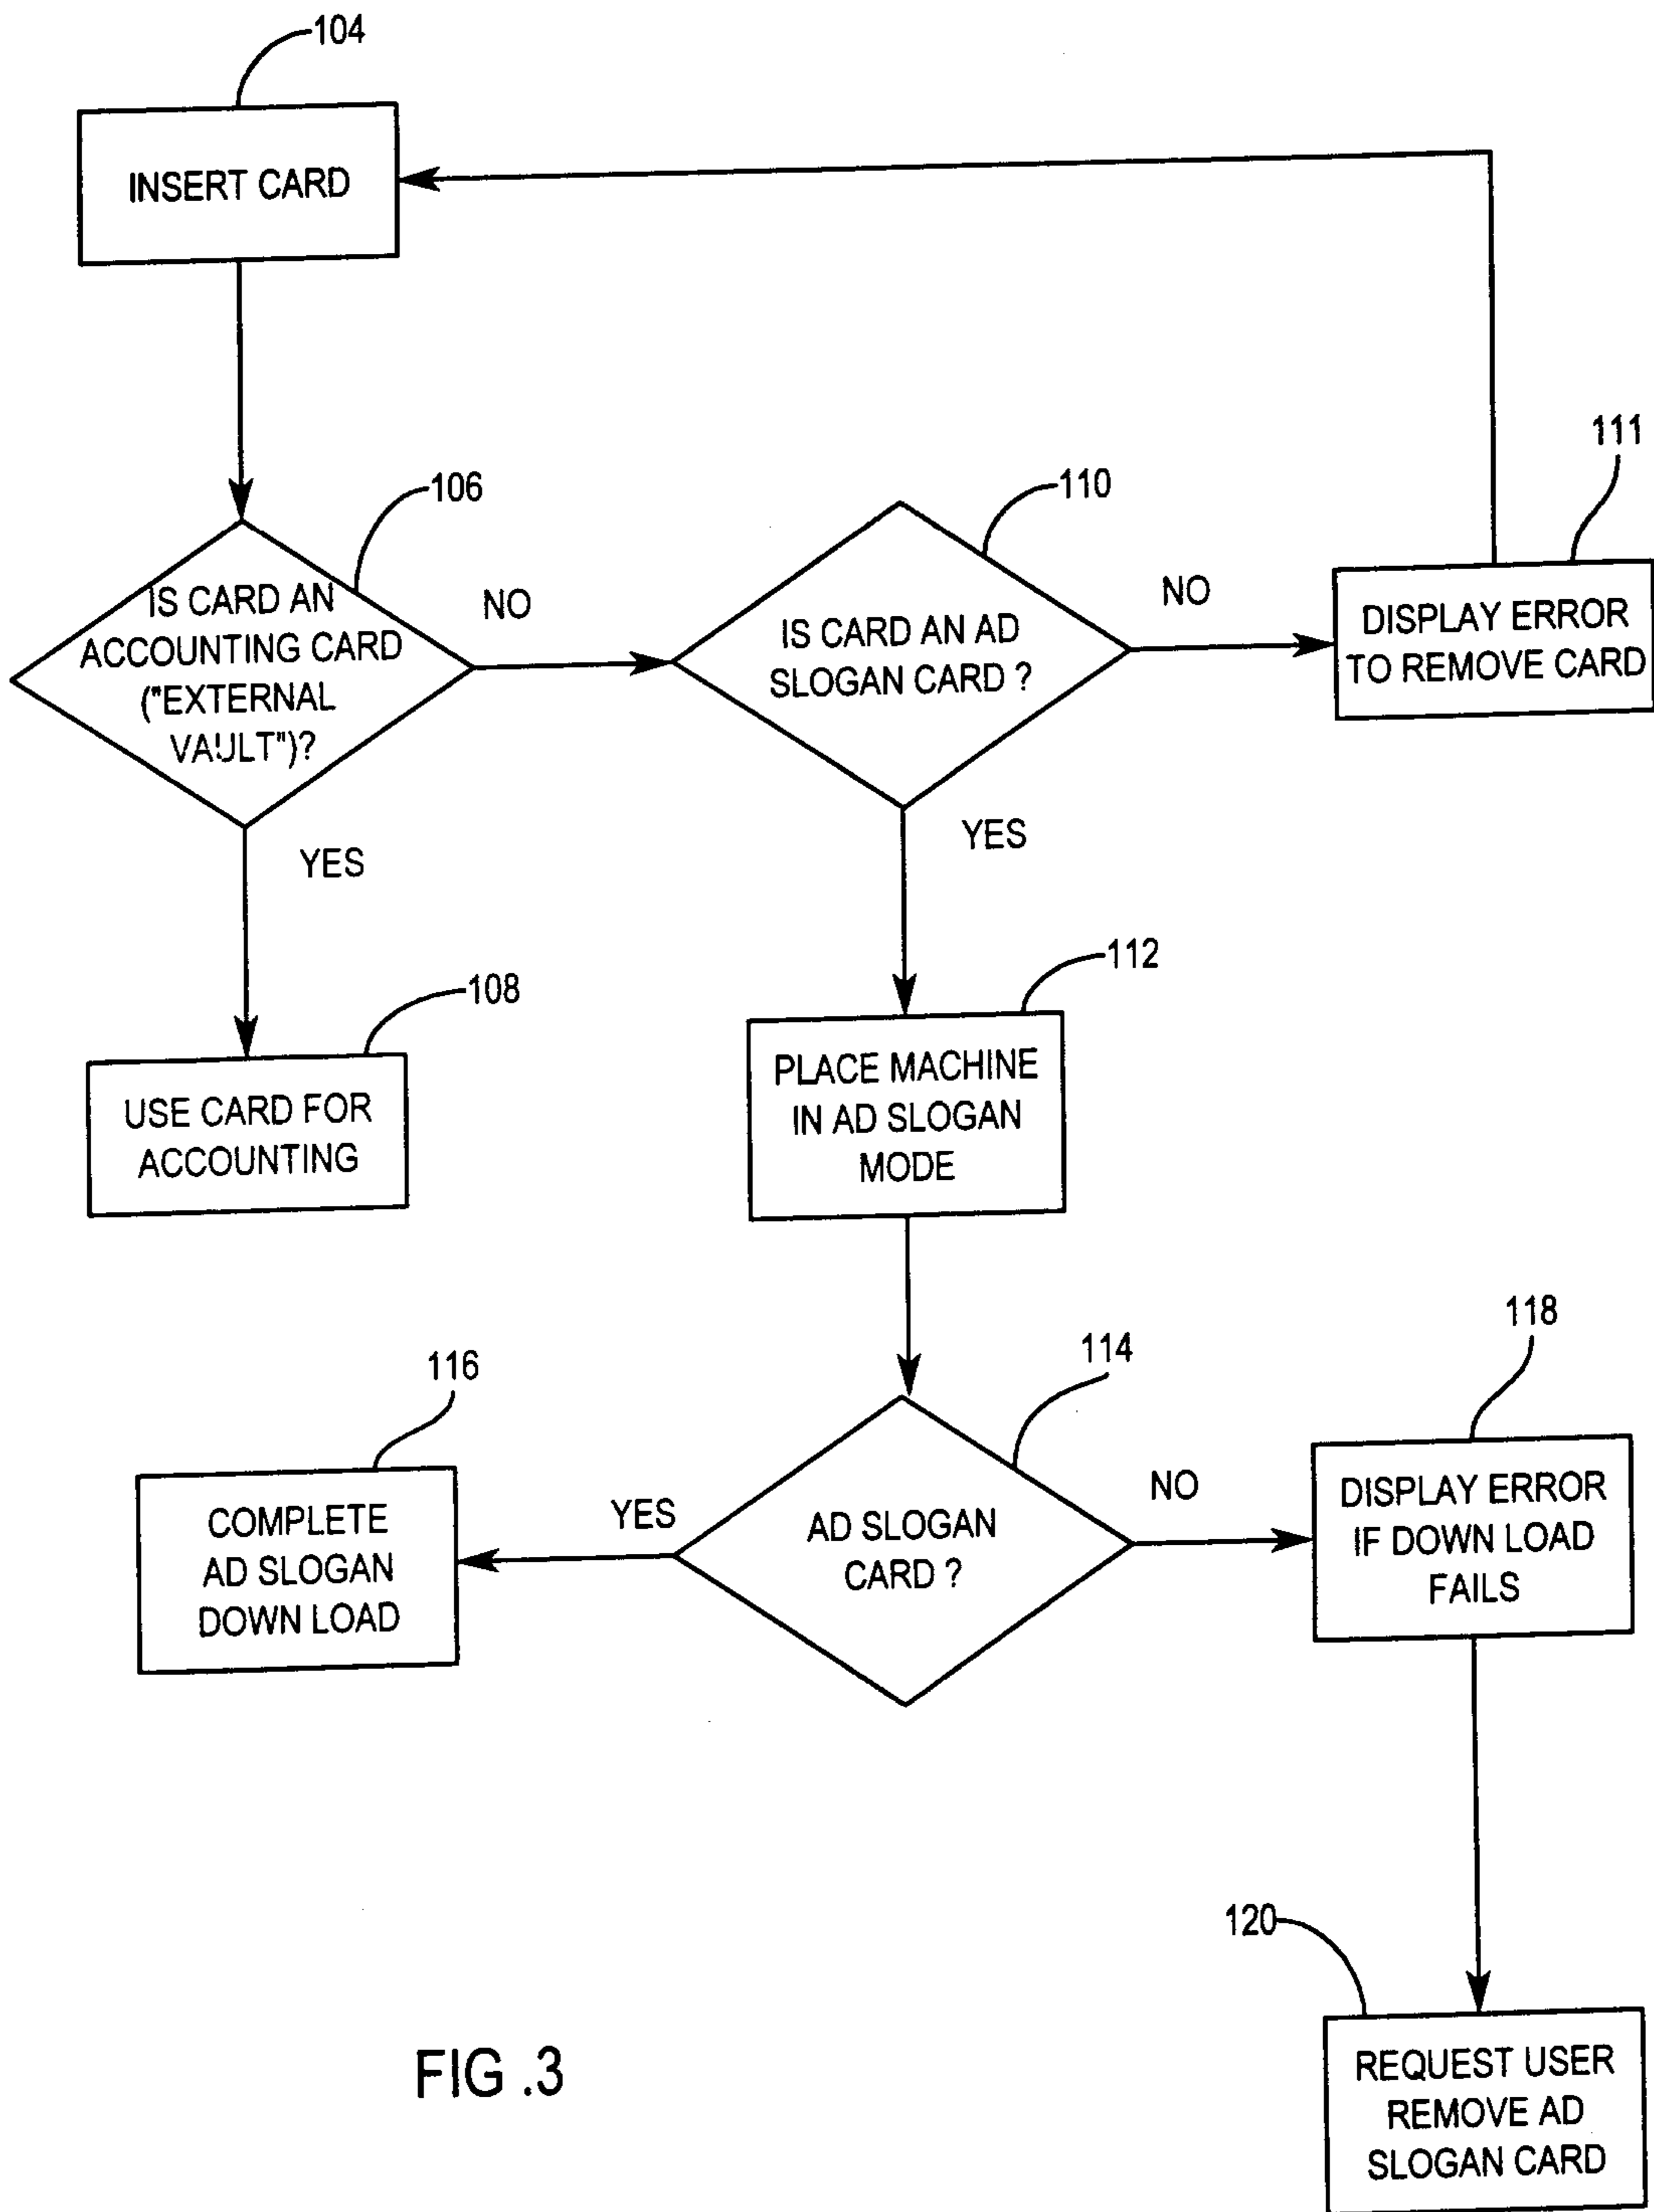 104
INSERT CARD
106
IS CARD AN
ACCOUNTING CARD
("EXTERNAL
VAULT")?
NO
110
IS CARD AN AD
SLOGAN CARD ?
NO
111
DISPLAY ERROR
TO REMOVE CARD
YES
YES
108
USE CARD FOR
ACCOUNTING
112
PLACE MACHINE
IN AD SLOGAN
MODE
114
AD SLOGAN
CARD ?
YES
116
COMPLETE
AD SLOGAN
DOWN LOAD
NO
118
DISPLAY ERROR
IF DOWN LOAD
FAILS
120
REQUEST USER
REMOVE AD
SLOGAN CARD
FIG .3